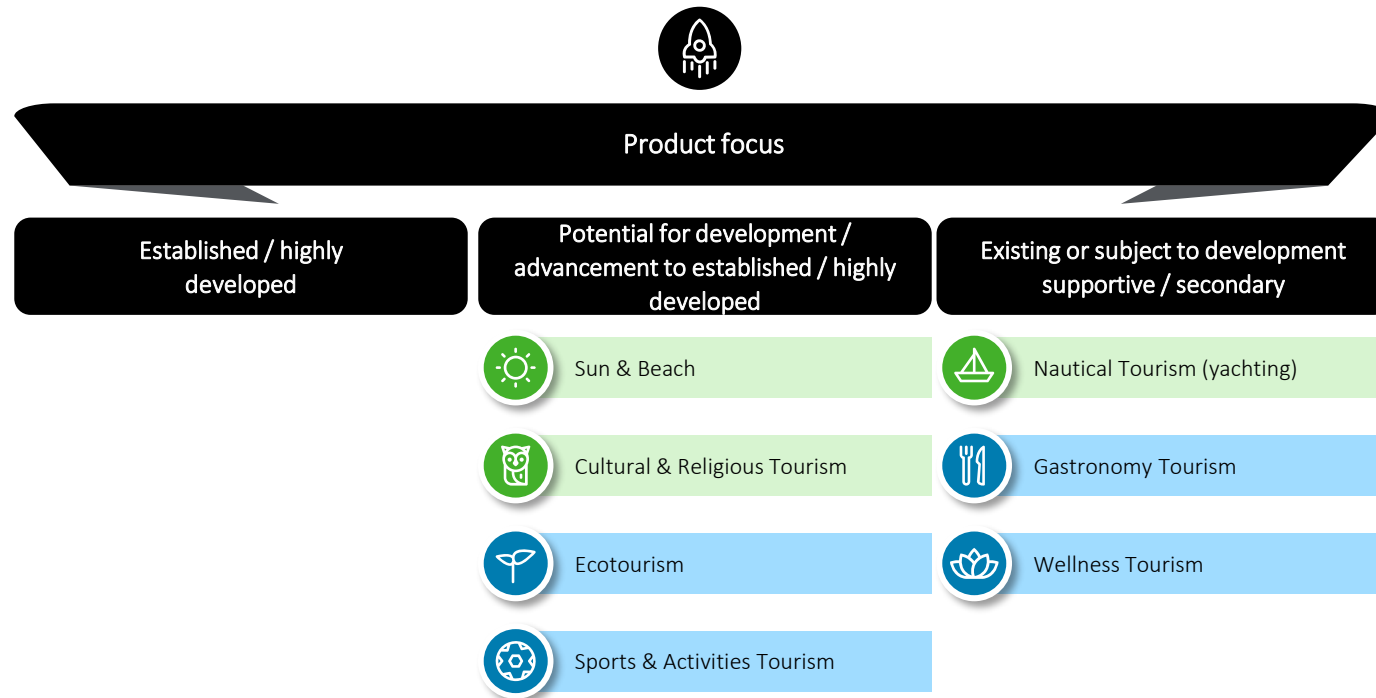 Product focus
Established / highly
developed
Potential for development /
advancement to established / highly
developed
Existing or subject to development
supportive / secondary
Sun & Beach
Cultural & Religious Tourism
Ecotourism
Sports & Activities Tourism
Nautical Tourism (yachting)
Gastronomy Tourism
Wellness Tourism